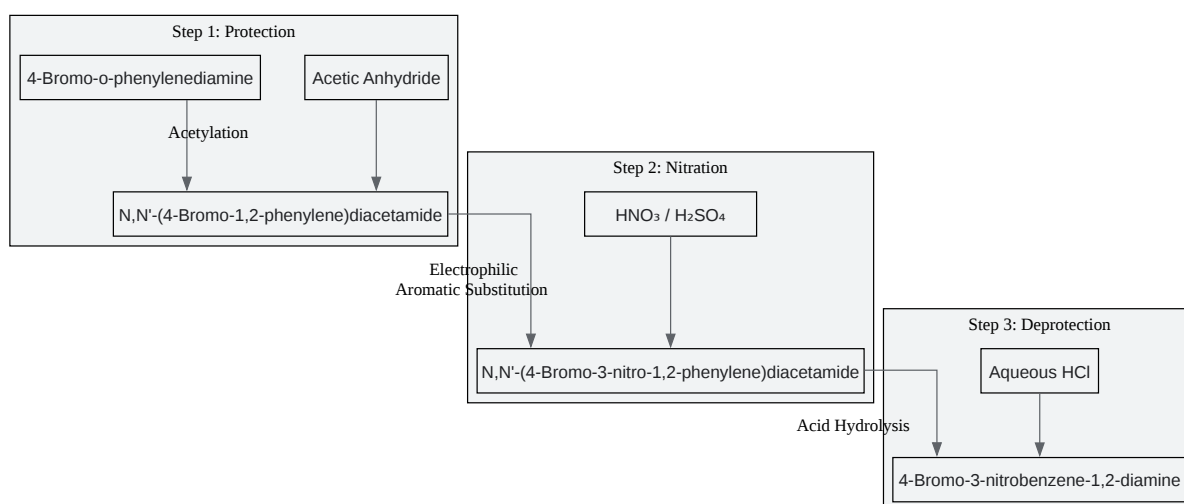 Step 1: Protection
4-Bromo-o-phenylenediamine
Acetic Anhydride
Acetylation
N,N'-(4-Bromo-1,2-phenylene)diacetamide
Step 2: Nitration
HNO₃ / H₂SO₄
Electrophilic
Aromatic Substitution
N,N'-(4-Bromo-3-nitro-1,2-phenylene)diacetamide
Step 3: Deprotection
Aqueous HCl
Acid Hydrolysis
4-Bromo-3-nitrobenzene-1,2-diamine